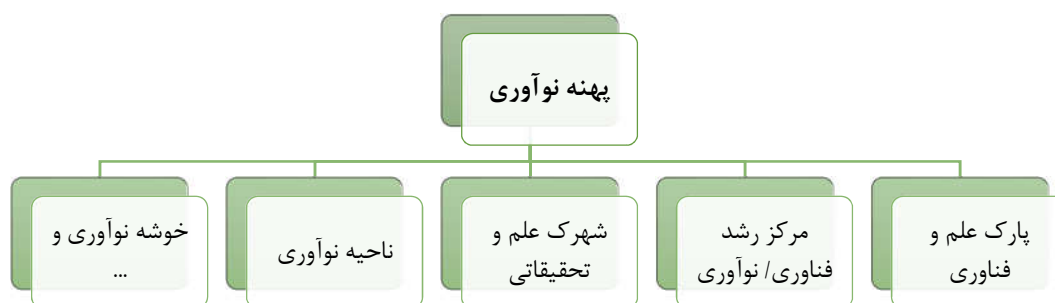 پهنه نوآوری
پارک علم و
فناوری
مرکز رشد
فناوری/ نوآوری
شهرک علم و
تحقیقاتی
ناحیه نوآوری
خوشه نوآوری و
...